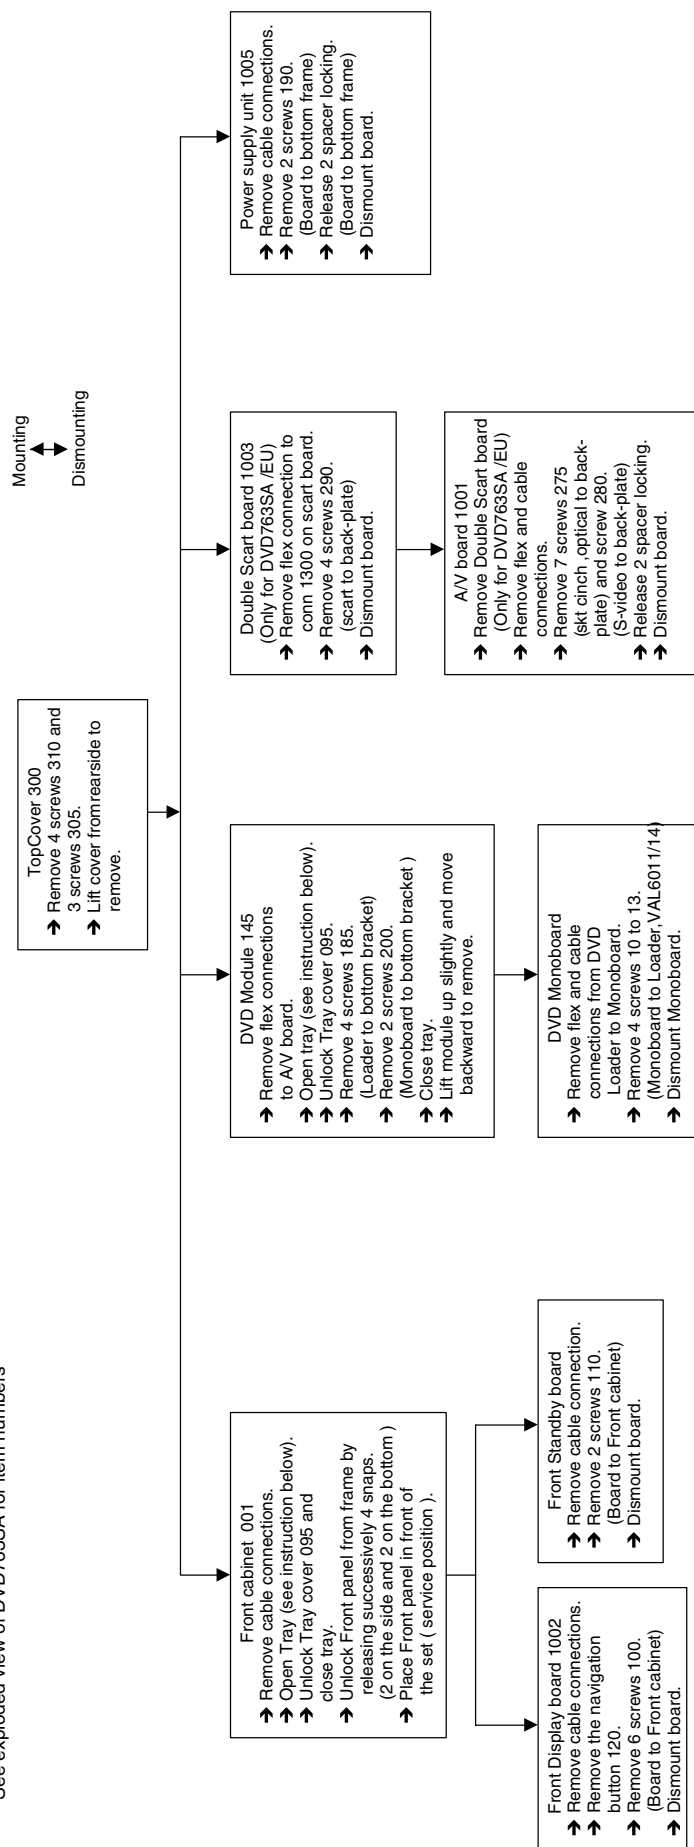 See exploded view of DVD763SA for item numbers
Mounting
Dismounting
TopCover 300
➔ Remove 4 screws 310 and
3 screws 305.
➔ Lift cover fromrearside to
remove.
Front cabinet 001
➔ Remove cable connections.
➔ Open Tray (see instruction below).
➔ Unlock Tray cover 095 and
close tray.
➔ Unlock Front panel from frame by
releasing successively 4 snaps.
(2 on the side and 2 on the bottom )
➔ Place Front panel in front of
the set ( service position ).
DVD Module 145
➔ Remove flex connections
to A/V board.
➔ Open tray (see instruction below).
➔ Unlock Tray cover 095.
➔ Remove 4 screws 185.
(Loader to bottom bracket)
➔ Remove 2 screws 200.
(Monoboard to bottom bracket )
➔ Close tray.
➔ Lift module up slightly and move
backward to remove.
Double Scart board 1003
(Only for DVD763SA /EU)
➔ Remove flex connection to
conn 1300 on scart board.
➔ Remove 4 screws 290.
(scart to back-plate)
➔ Dismount board.
Power supply unit 1005
➔ Remove cable connections.
➔ Remove 2 screws 190.
(Board to bottom frame)
➔ Release 2 spacer locking.
(Board to bottom frame)
➔ Dismount board.
Front Display board 1002
➔ Remove cable connections.
➔ Remove the navigation
button 120.
➔ Remove 6 screws 100.
(Board to Front cabinet)
➔ Dismount board.
Front Standby board
➔ Remove cable connection.
➔ Remove 2 screws 110.
(Board to Front cabinet)
➔ Dismount board.
DVD Monoboard
➔ Remove flex and cable
connections from DVD
Loader to Monoboard.
➔ Remove 4 screws 10 to 13.
(Monoboard to Loader,VAL6011/14)
➔ Dismount Monoboard.
A/V board 1001
➔ Remove Double Scart board
(Only for DVD763SA /EU)
➔ Remove flex and cable
connections.
➔ Remove 7 screws 275
(skt cinch ,optical to back-
plate) and screw 280.
(S-video to back-plate)
➔ Release 2 spacer locking.
➔ Dismount board.